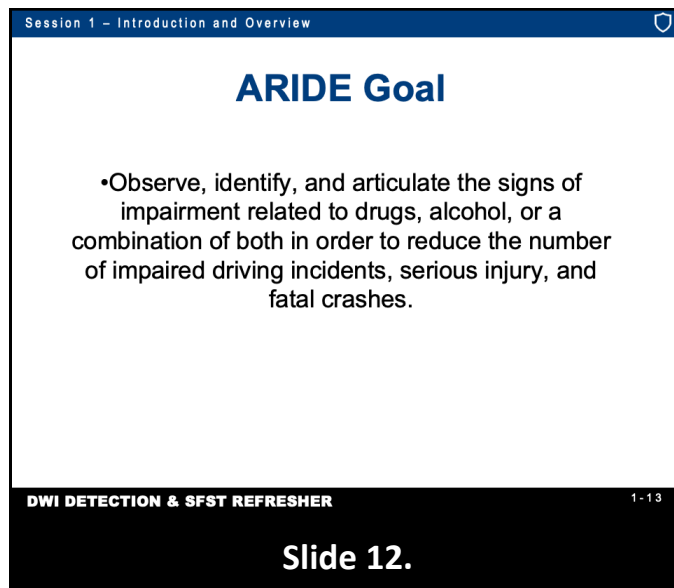 Session 1 – Introduction and Overview
ARIDE Goal
•Observe, identify, and articulate the signs of
impairment related to drugs, alcohol, or a
combination of both in order to reduce the number
of impaired driving incidents, serious injury, and
fatal crashes.
DWI DETECTION & SFST REFRESHER
1-13
Slide 12.